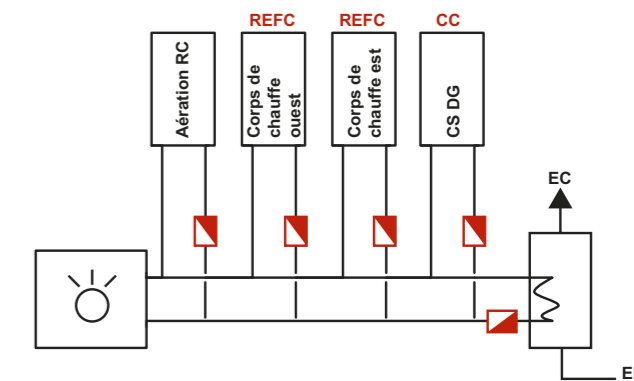 REFC
REFC
CC
Aération RC
Corps de
chauffe
ouest
Corps de
chauffe est
CS DG
EC
E